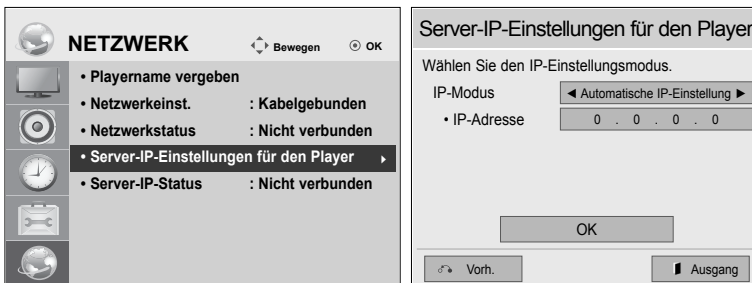 NETZWERK
Bewegen
OK
• Playername vergeben
• Netzwerkeinst. : Kabelgebunden
• Netzwerkstatus : Nicht verbunden
• Server-IP-Einstellungen für den Player
• Server-IP-Status : Nicht verbunden
Server-IP-Einstellungen für den Player
Wählen Sie den IP-Einstellungsmodus.
IP-Modus ◄ Automatische IP-Einstellung ►
• IP-Adresse 0 . 0 . 0 . 0
OK
Vorh.
Ausgang